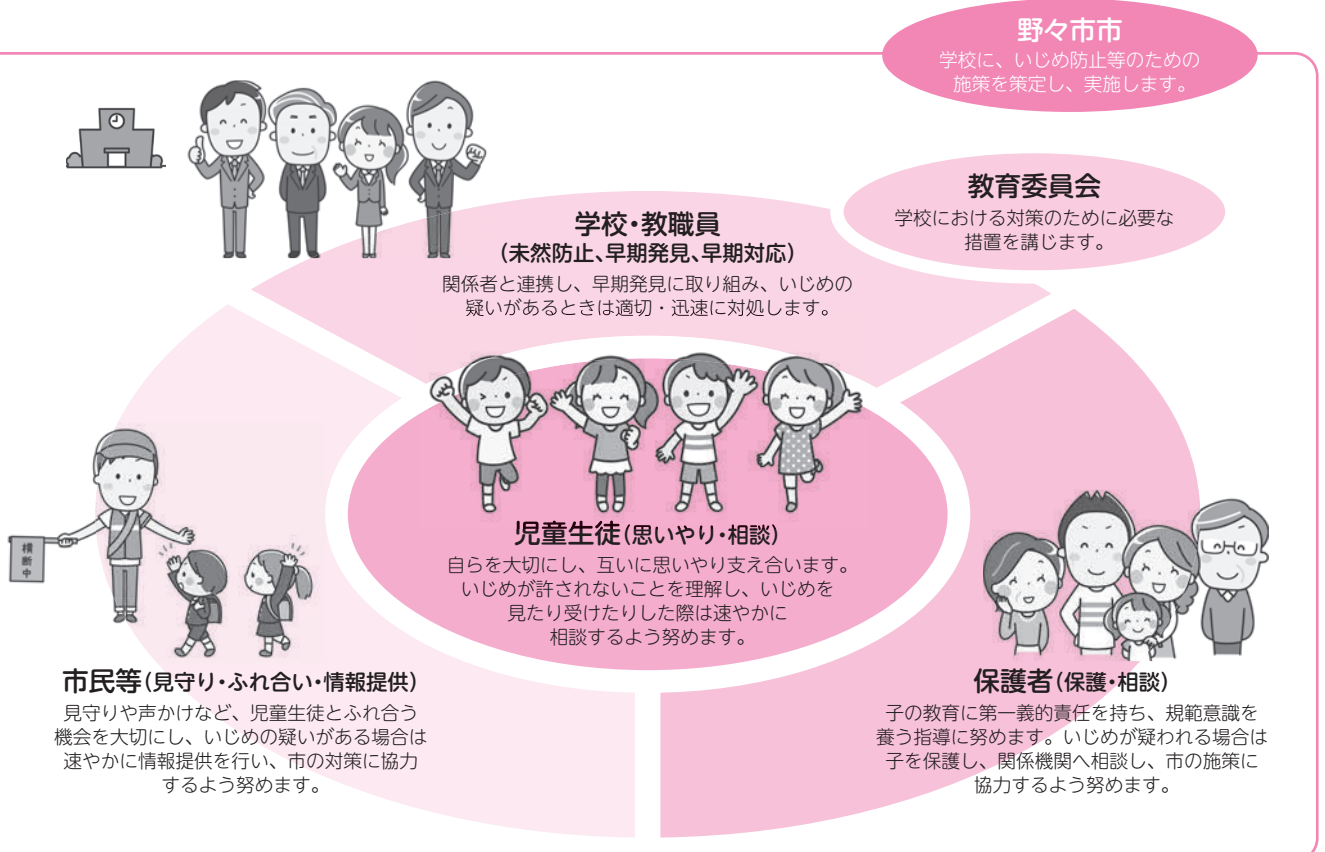 野々市市
学校に、いじめ防止等のための
施策を策定し、実施します。
教育委員会
学校における対策のために必要な
措置を講じます。
学校・教職員
(未然防止、早期発見、早期対応)
関係者と連携し、早期発見に取り組み、いじめの
疑いがあるときは適切・迅速に対処します。
児童生徒(思いやり・相談)
自らを大切にし、互いに思いやり支え合います。
いじめが許されないことを理解し、いじめを
見たり受けたりした際は速やかに
相談するよう努めます。
横断中
市民等(見守り・ふれ合い・情報提供)
見守りや声かけなど、児童生徒とふれ合う
機会を大切にし、いじめの疑いがある場合は
速やかに情報提供を行い、市の対策に協力
するよう努めます。
保護者(保護・相談)
子の教育に第一義的責任を持ち、規範意識を
養う指導に努めます。いじめが疑われる場合は
子を保護し、関係機関へ相談し、市の施策に
協力するよう努めます。